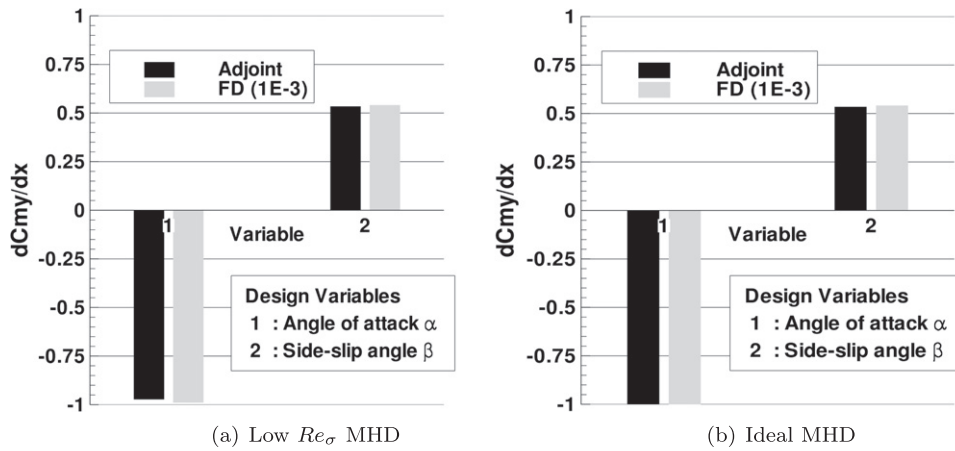 1
0.75
0.5
0.25
0
-0.25
-0.5
-0.75
-1
dCmy/dx
Adjoint
FD (1E-3)
1
Variable
2
Design Variables
1 : Angle of attack α
2 : Side-slip angle β
(a) Low Reσ MHD
1
0.75
0.5
0.25
0
-0.25
-0.5
-0.75
-1
dCmy/dx
Adjoint
FD (1E-3)
1
Variable
2
Design Variables
1 : Angle of attack α
2 : Side-slip angle β
(b) Ideal MHD